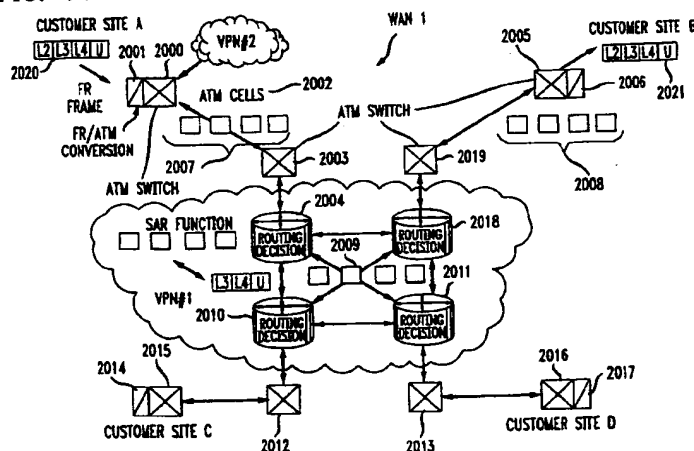 CUSTOMER SITE A
L2 L3 L4 U
2020
2001 2000
VPN#2
WAN 1
2005
CUSTOMER SITE B
L2 L3 L4 U
2021
2006
FR
FRAME
ATM CELLS 2002
FR/ATM
CONVERSION
2007
ATM SWITCH
ATM SWITCH
2003
2019
2008
2004
SAR FUNCTION
ROUTING
DECISION
2009
ROUTING
DECISION
2018
L3 L4 U
VPN#1
2010
ROUTING
DECISION
2011
ROUTING
DECISION
2014 2015
CUSTOMER SITE C
2012
2013
2016
2017
CUSTOMER SITE D